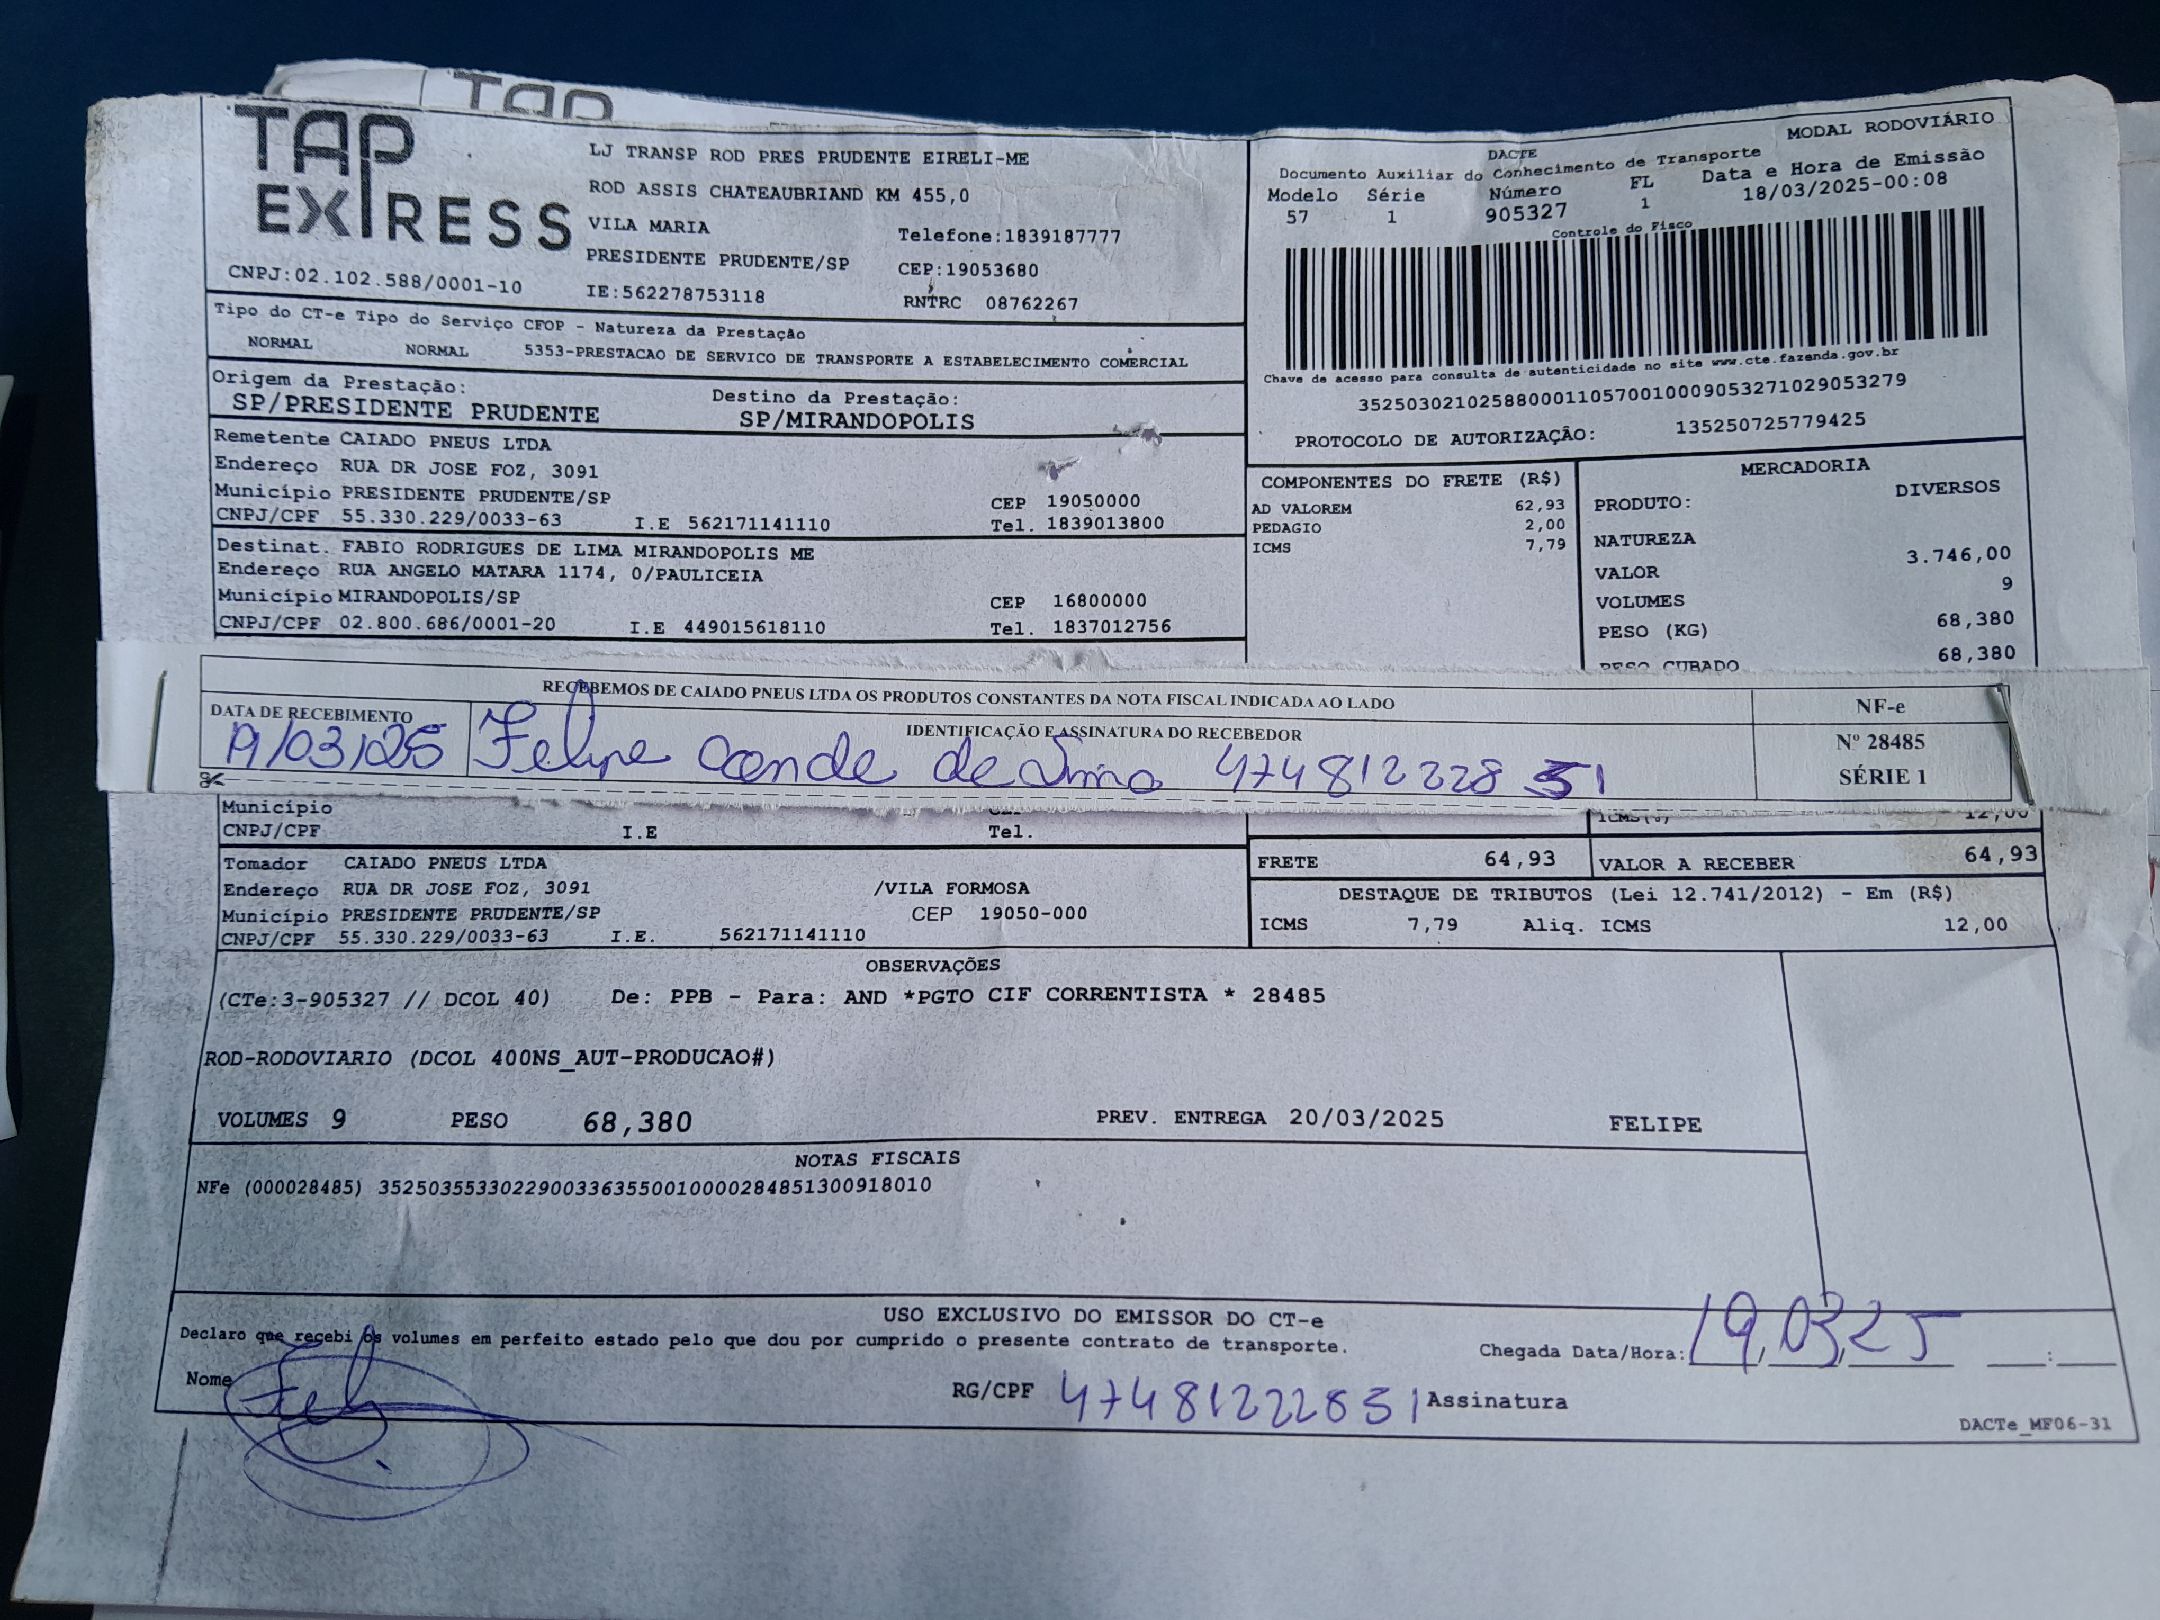 TAP
TAP
EXPRESS
CNPJ:02.102.588/0001-10
LJ TRANSP ROD PRES PRUDENTE EIRELI-ME
ROD ASSIS CHATEAUBRIAND KM 455,0
VILA MARIA
Telefone:1839187777
PRESIDENTE PRUDENTE/SP
CEP:19053680
IE:562278753118
RNTRC 08762267
MODAL RODOVIÁRIO
DACTE
Documento Auxiliar do Conhecimento de Transporte
Modelo Série Número FL Data e Hora de Emissão
57 1 905327 1 18/03/2025-00:08
Controle do Fisco
Chave de acesso para consulta de autenticidade no site www.cte.fazenda.gov.br
35250302102588000110570010009053271029053279
PROTOCOLO DE AUTORIZAÇÃO: 135250725779425
Tipo do CT-e Tipo do Serviço CFOP - Natureza da Prestação
NORMAL NORMAL 5353-PRESTACAO DE SERVICO DE TRANSPORTE A ESTABELECIMENTO COMERCIAL
Origem da Prestação: Destino da Prestação:
SP/PRESIDENTE PRUDENTE SP/MIRANDOPOLIS
Remetente CAIADO PNEUS LTDA
Endereço RUA DR JOSE FOZ, 3091
Município PRESIDENTE PRUDENTE/SP CEP 19050000
CNPJ/CPF 55.330.229/0033-63 I.E 562171141110 Tel. 1839013800
Destinat. FABIO RODRIGUES DE LIMA MIRANDOPOLIS ME
Endereço RUA ANGELO MATARA 1174, 0/PAULICEIA
Município MIRANDOPOLIS/SP CEP 16800000
CNPJ/CPF 02.800.686/0001-20 I.E 449015618110 Tel. 1837012756
COMPONENTES DO FRETE (R$)
AD VALOREM 62,93
PEDAGIO 2,00
ICMS 7,79
MERCADORIA
PRODUTO: DIVERSOS
NATUREZA
VALOR 3.746,00
VOLUMES 9
PESO (KG) 68,380
PESO CUBADO 68,380
RECEBEMOS DE CAIADO PNEUS LTDA OS PRODUTOS CONSTANTES DA NOTA FISCAL INDICADA AO LADO
DATA DE RECEBIMENTO
19/03/25
IDENTIFICAÇÃO E ASSINATURA DO RECEBEDOR
Felipe Conde de Lima 47481222851
NF-e
Nº 28485
SÉRIE 1
Município
CNPJ/CPF I.E Tel.
ICMS(%) 12,00
Tomador CAIADO PNEUS LTDA
Endereço RUA DR JOSE FOZ, 3091 /VILA FORMOSA
Município PRESIDENTE PRUDENTE/SP CEP 19050-000
CNPJ/CPF 55.330.229/0033-63 I.E. 562171141110
FRETE 64,93 VALOR A RECEBER 64,93
DESTAQUE DE TRIBUTOS (Lei 12.741/2012) - Em (R$)
ICMS 7,79 Aliq. ICMS 12,00
OBSERVAÇÕES
(CTe:3-905327 // DCOL 40) De: PPB - Para: AND *PGTO CIF CORRENTISTA * 28485
ROD-RODOVIARIO (DCOL 400NS_AUT-PRODUCAO#)
VOLUMES 9 PESO 68,380 PREV. ENTREGA 20/03/2025 FELIPE
NOTAS FISCAIS
NFe (000028485) 35250355330229003363550010000284851300918010
USO EXCLUSIVO DO EMISSOR DO CT-e
Declaro que recebi os volumes em perfeito estado pelo que dou por cumprido o presente contrato de transporte.
Chegada Data/Hora: 19,03,25 :
Nome RG/CPF 47481222851 Assinatura
DACTe_MF06-31